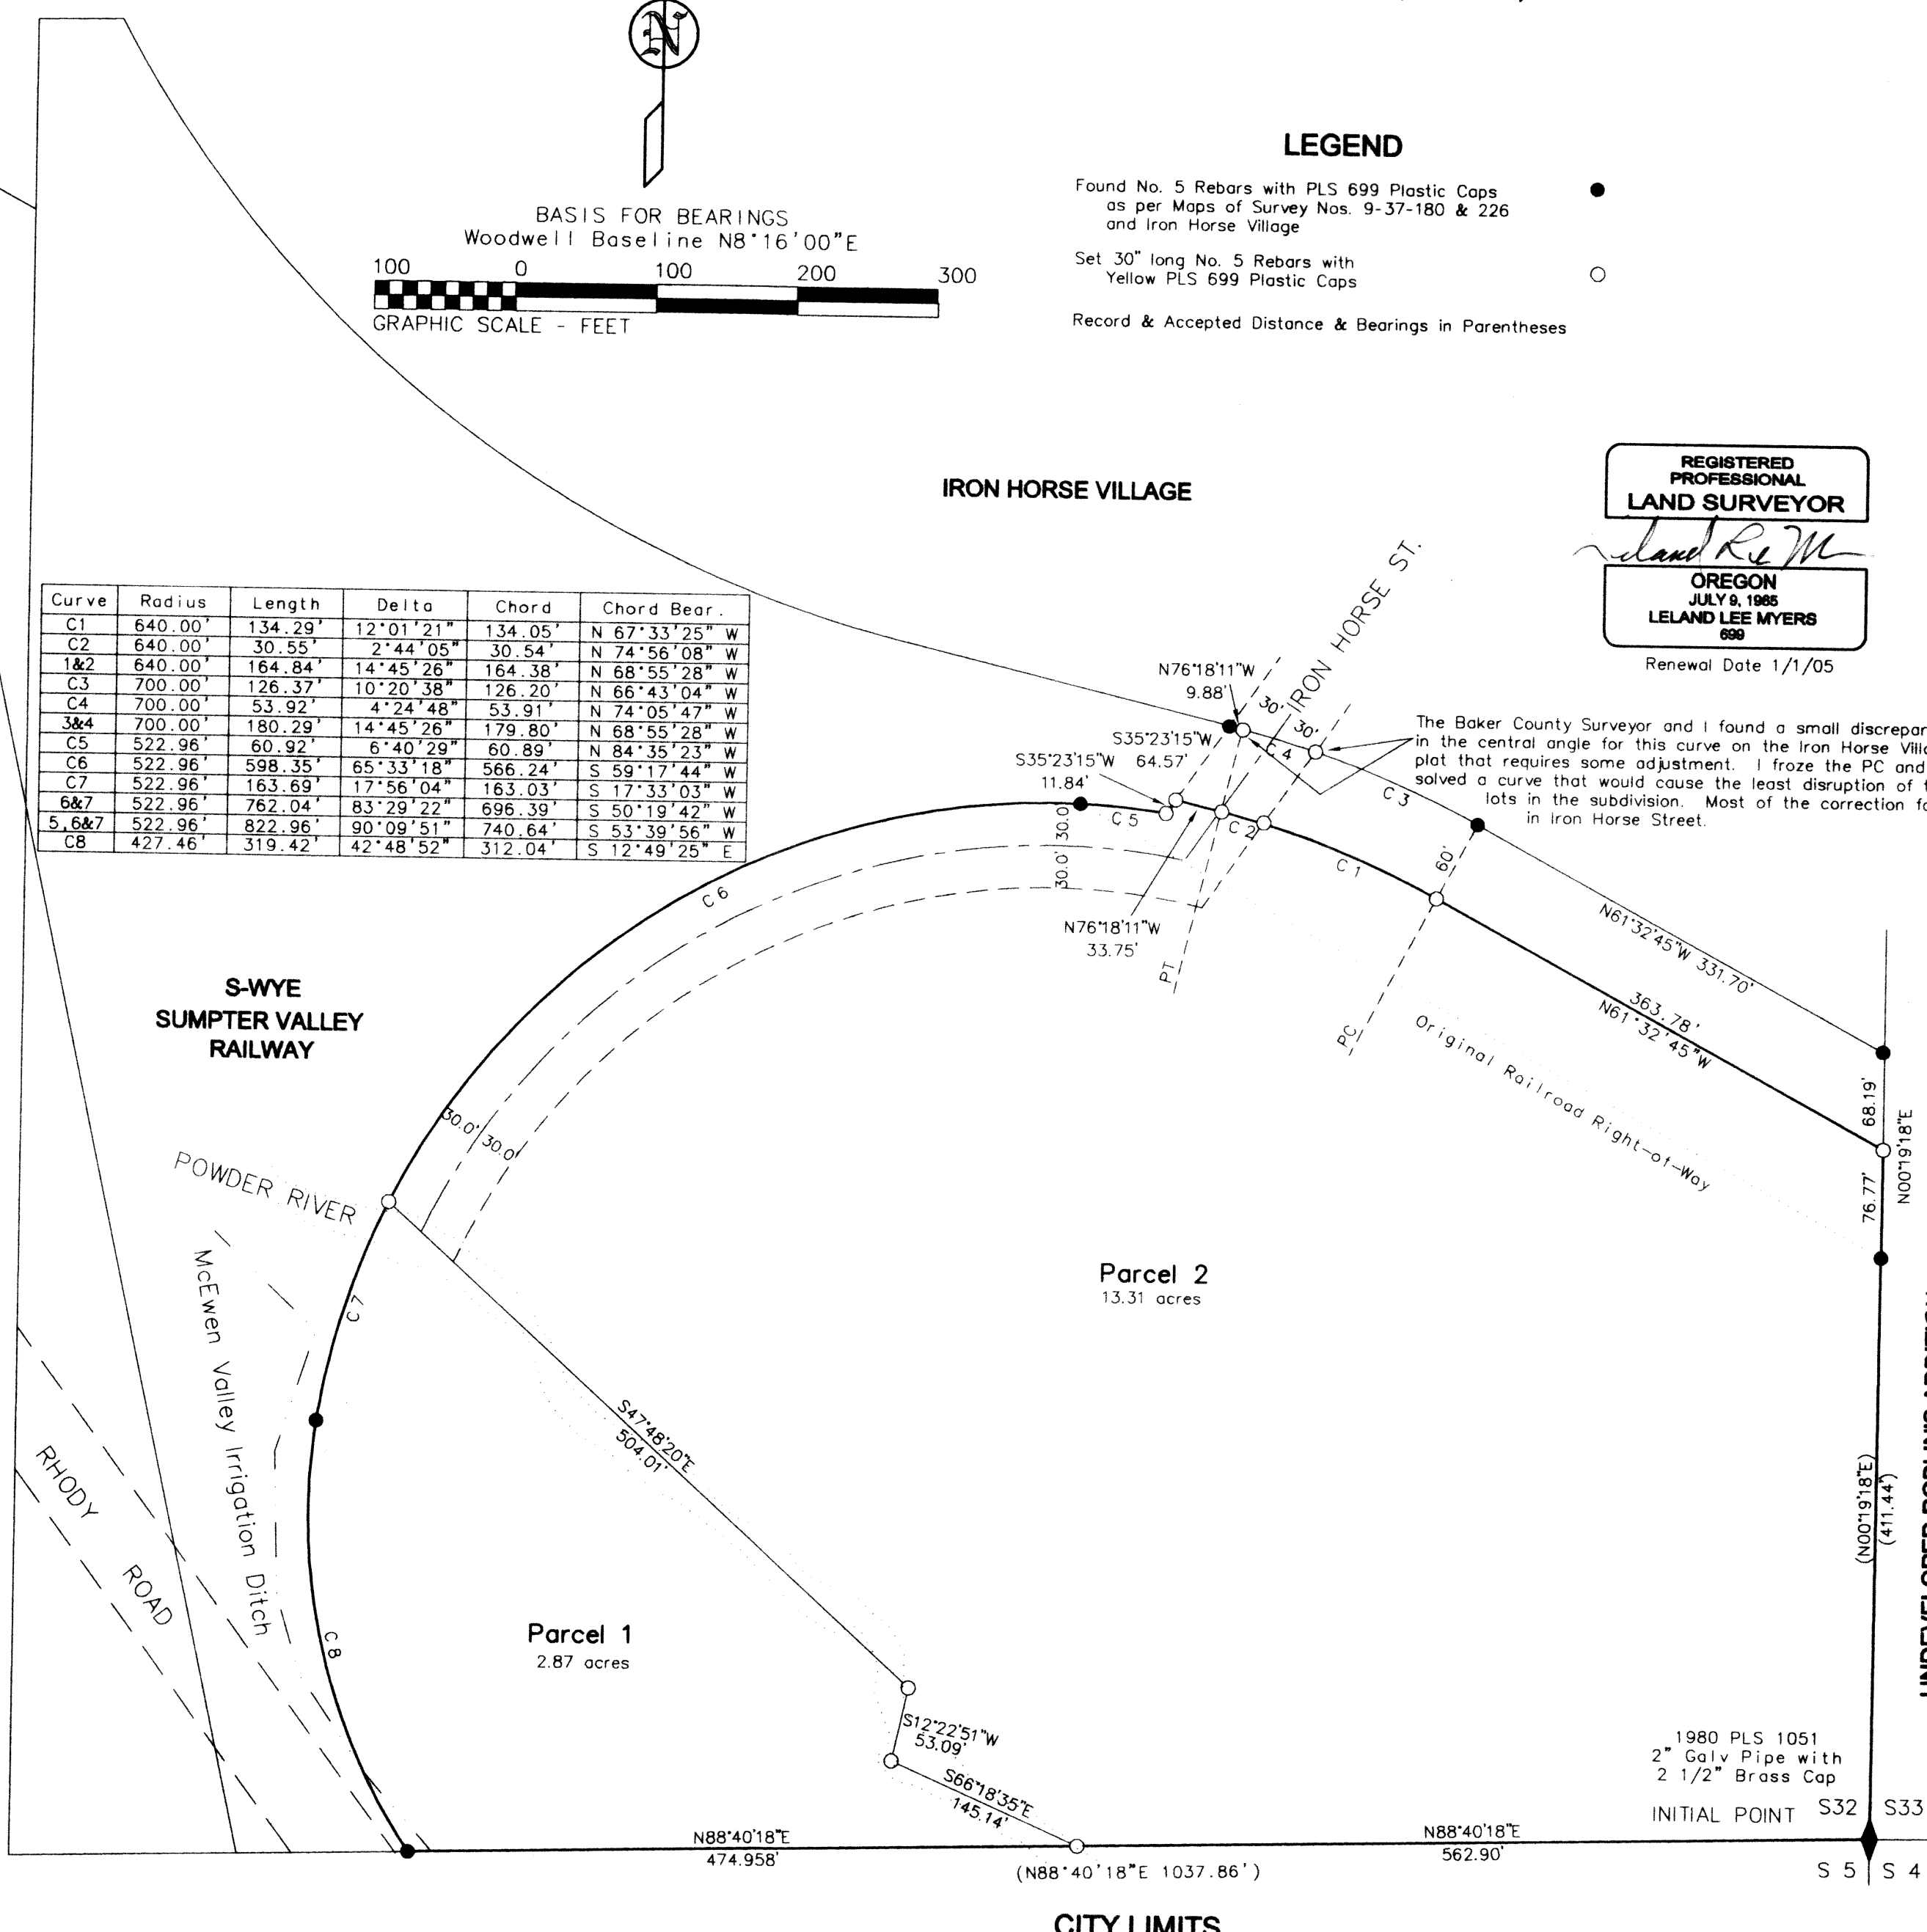 N
BASIS FOR BEARINGS
Woodwell Baseline N8°16'00"E
100 0 100 200 300
GRAPHIC SCALE - FEET
LEGEND
Found No. 5 Rebars with PLS 699 Plastic Caps
as per Maps of Survey Nos. 9-37-180 & 226
and Iron Horse Village
Set 30" long No. 5 Rebars with
Yellow PLS 699 Plastic Caps
Record & Accepted Distance & Bearings in Parentheses
IRON HORSE VILLAGE
REGISTERED
PROFESSIONAL
LAND SURVEYOR
OREGON
JULY 9, 1985
LELAND LEE MYERS
699
Renewal Date 1/1/05
Curve Radius Length Delta Chord Chord Bear.
C1 640.00' 134.29' 12°01'21" 134.05' N 67°33'25" W
C2 640.00' 30.55' 2°44'05" 30.54' N 74°56'08" W
1&2 640.00' 164.84' 14°45'26" 164.38' N 68°55'28" W
C3 700.00' 126.37' 10°20'38" 126.20' N 66°43'04" W
C4 700.00' 53.92' 4°24'48" 53.91' N 74°05'47" W
3&4 700.00' 180.29' 14°45'26" 179.80' N 68°55'28" W
C5 522.96' 60.92' 6°40'29" 60.89' N 84°35'23" W
C6 522.96' 598.35' 65°33'18" 566.24' S 59°17'44" W
C7 522.96' 163.69' 17°56'04" 163.03' S 17°33'03" W
6&7 522.96' 762.04' 83°29'22" 696.39' S 50°19'42" W
5,6&7 522.96' 822.96' 90°09'51" 740.64' S 53°39'56" W
C8 427.46' 319.42' 42°48'52" 312.04' S 12°49'25" E
IRON HORSE ST.
N76°18'11"W
9.88'
30' 30'
S35°23'15"W
64.57'
S35°23'15"W
11.84'
C 4
C 3
The Baker County Surveyor and I found a small
in the central angle for this curve on the Iron Horse
plat that requires some adjustment. I froze the PC and
solved a curve that would cause the least disruption of
lots in the subdivision. Most of the correction
in Iron Horse Street.
30.0
30.0'
C 5
C 2
C 1
60'
C 6
N76°18'11"W
33.75'
PT
PC
N61°32'45"W 331.70'
363.78'
N61°32'45"W
Original Railroad Right-of-Way
68.19'
N00°19'18"E
76.77'
S-WYE
SUMPTER VALLEY
RAILWAY
30.0' 30.0'
POWDER RIVER
C 7
McEwen Valley Irrigation Ditch
Parcel 2
13.31 acres
S47°48'20"E
504.01'
(N00°19'18"E)
(411.44')
RHODY
ROAD
C 8
Parcel 1
2.87 acres
S12°22'51"W
53.09'
S66°18'35"E
145.14'
1980 PLS 1051
2" Galv Pipe with
2 1/2" Brass Cap
INITIAL POINT
S32 S33
S 5 S 4
N88°40'18"E
474.958'
(N88°40'18"E 1037.86')
N88°40'18"E
562.90'
CITY LIMITS